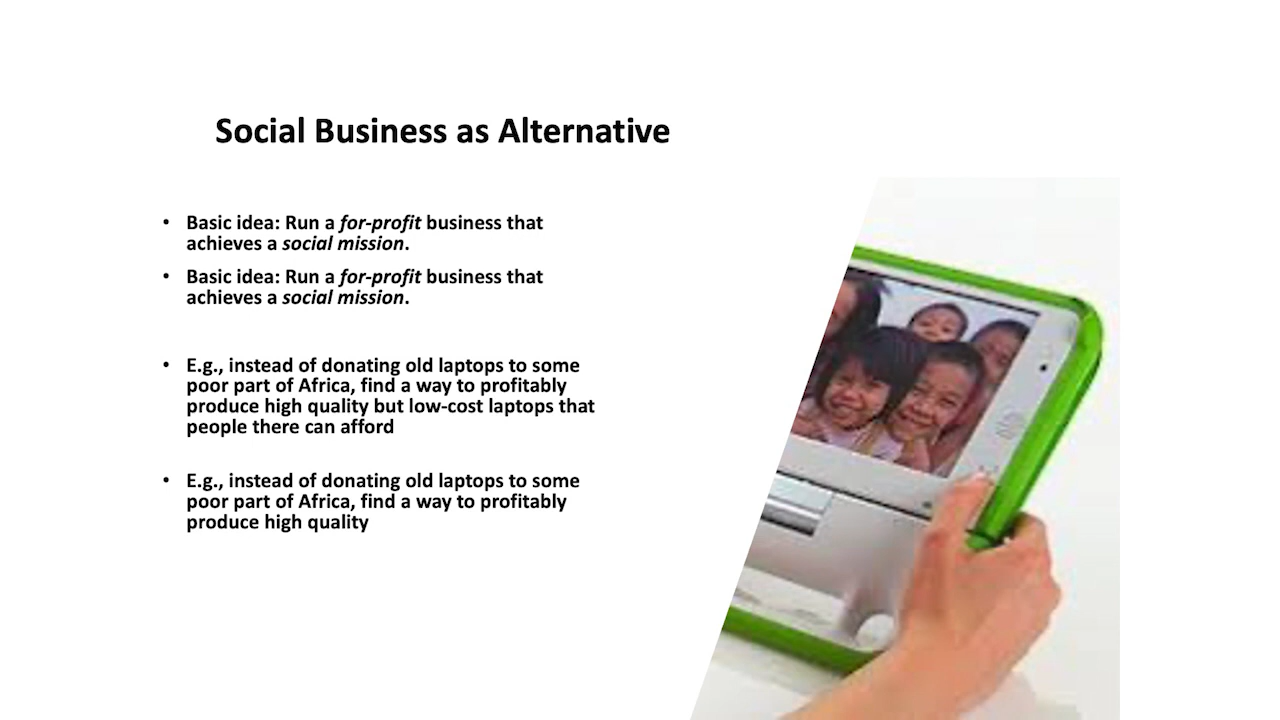 Social Business as Alternative
• Basic idea: Run a for-profit business that
achieves a social mission.
• Basic idea: Run a for-profit business that
achieves a social mission.
• E.g., instead of donating old laptops to some
poor part of Africa, find a way to profitably
produce high quality but low-cost laptops that
people there can afford
• E.g., instead of donating old laptops to some
poor part of Africa, find a way to profitably
produce high quality